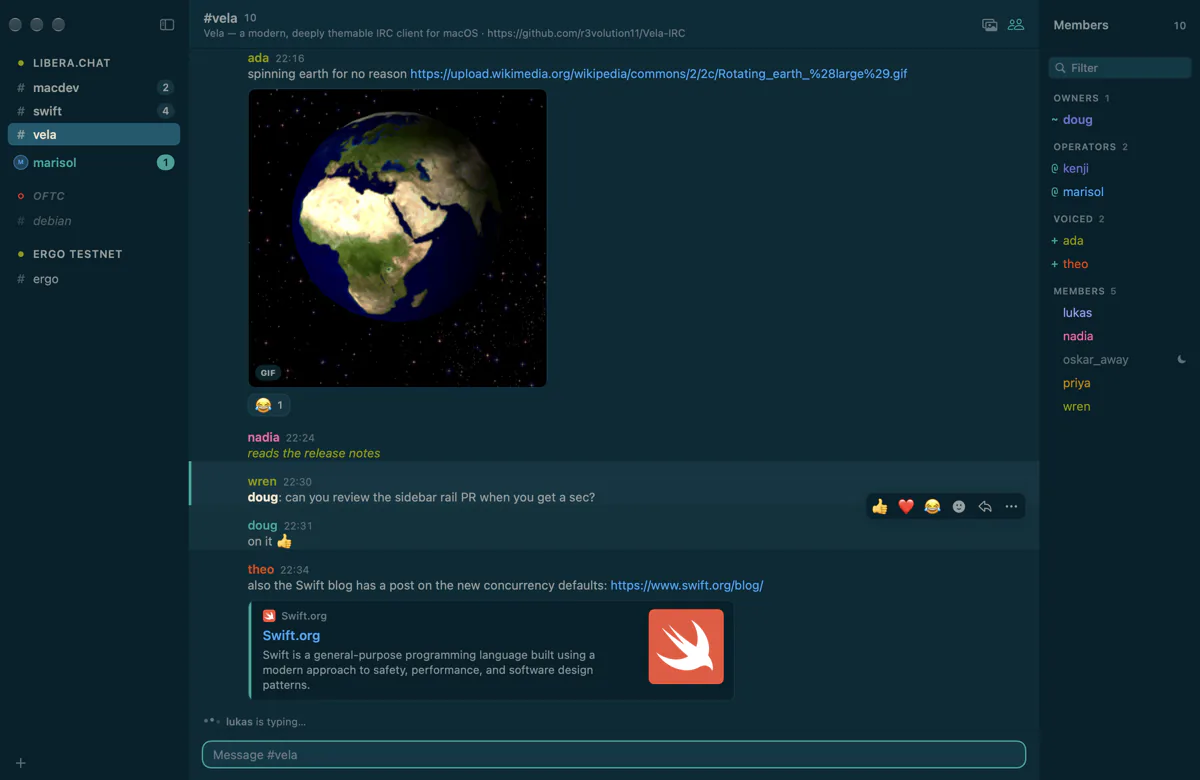 LIBERA.CHAT
# macdev 2
# swift 4
# vela
M marisol 1
OFTC
# debian
ERGO TESTNET
# ergo
+
#vela 10
Vela — a modern, deeply themable IRC client for macOS · https://github.com/r3volution11/Vela-IRC
ada 22:16
spinning earth for no reason https://upload.wikimedia.org/wikipedia/commons/2/2c/Rotating_earth_%28large%29.gif
GIF
😂 1
nadia 22:24
reads the release notes
wren 22:30
doug: can you review the sidebar rail PR when you get a sec?
doug 22:31
on it 👍
theo 22:34
also the Swift blog has a post on the new concurrency defaults: https://www.swift.org/blog/
Swift.org
Swift.org
Swift is a general-purpose programming language built using a
modern approach to safety, performance, and software design
patterns.
lukas is typing...
Message #vela
Members 10
Filter
OWNERS 1
~ doug
OPERATORS 2
@ kenji
@ marisol
VOICED 2
+ ada
+ theo
MEMBERS 5
lukas
nadia
oskar_away
priya
wren